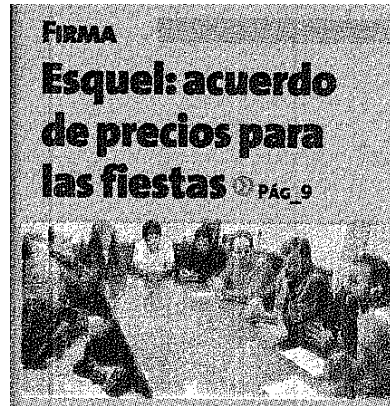 FIRMA
Esquel: acuerdo
de precios para
las fiestas PÁG_9